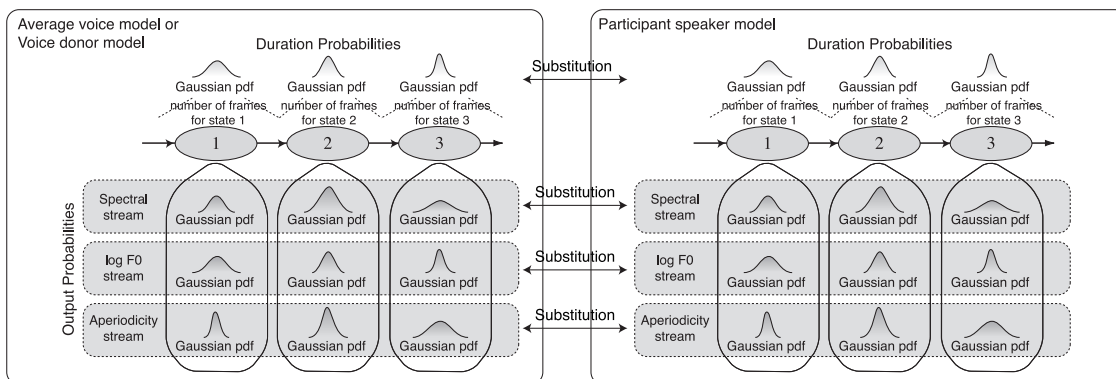 Average voice model or
Voice donor model
Duration Probabilities
Gaussian pdf Gaussian pdf Gaussian pdf
number of frames for state 1 number of frames for state 2 number of frames for state 3
1 2 3
Output Probabilities
Spectral stream
Gaussian pdf Gaussian pdf Gaussian pdf
log F0 stream
Gaussian pdf Gaussian pdf Gaussian pdf
Aperiodicity stream
Gaussian pdf Gaussian pdf Gaussian pdf
Substitution
Substitution
Substitution
Substitution
Participant speaker model
Duration Probabilities
Gaussian pdf Gaussian pdf Gaussian pdf
number of frames for state 1 number of frames for state 2 number of frames for state 3
1 2 3
Spectral stream
Gaussian pdf Gaussian pdf Gaussian pdf
log F0 stream
Gaussian pdf Gaussian pdf Gaussian pdf
Aperiodicity stream
Gaussian pdf Gaussian pdf Gaussian pdf